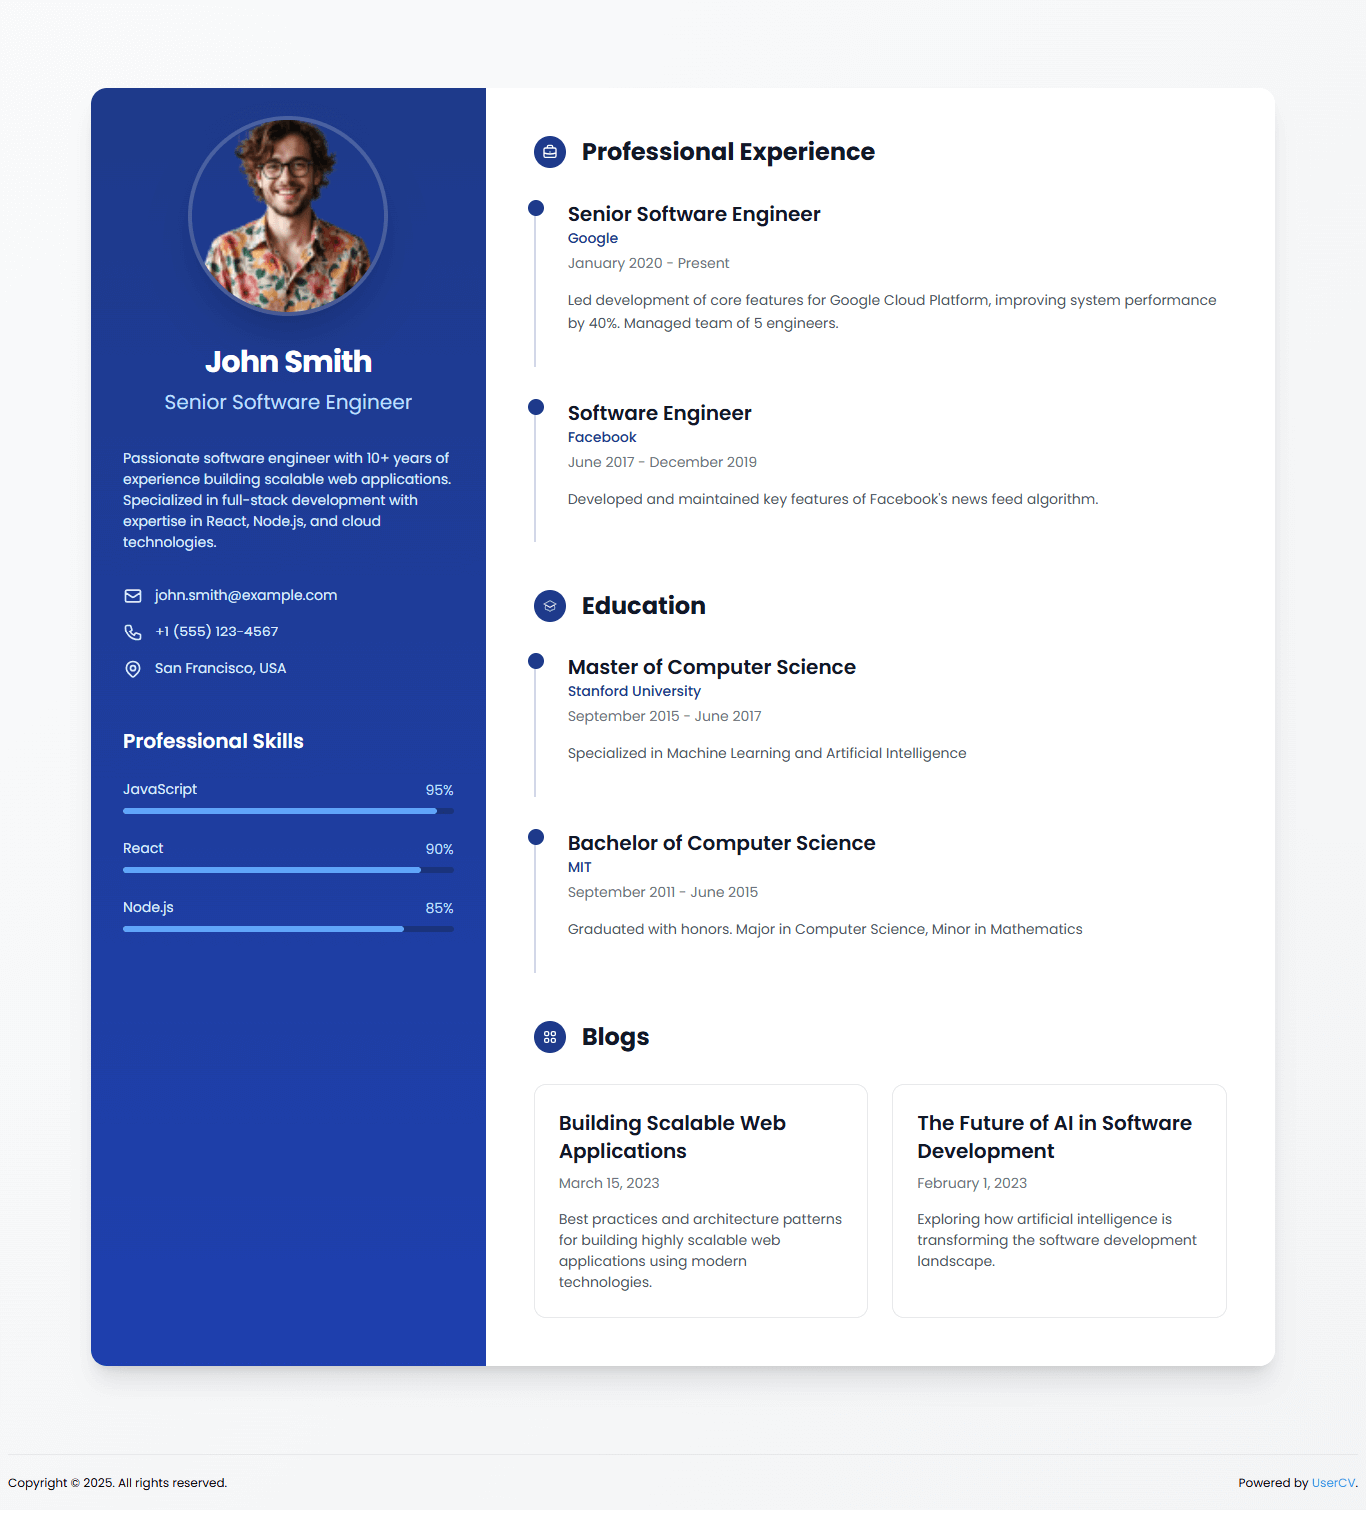 John Smith
Senior Software Engineer
Passionate software engineer with 10+ years of
experience building scalable web applications.
Specialized in full-stack development with
expertise in React, Node.js, and cloud
technologies.
john.smith@example.com
+1 (555) 123-4567
San Francisco, USA
Professional Skills
JavaScript 95%
React 90%
Node.js 85%
Professional Experience
Senior Software Engineer
Google
January 2020 - Present
Led development of core features for Google Cloud Platform, improving system performance
by 40%. Managed team of 5 engineers.
Software Engineer
Facebook
June 2017 - December 2019
Developed and maintained key features of Facebook's news feed algorithm.
Education
Master of Computer Science
Stanford University
September 2015 - June 2017
Specialized in Machine Learning and Artificial Intelligence
Bachelor of Computer Science
MIT
September 2011 - June 2015
Graduated with honors. Major in Computer Science, Minor in Mathematics
Blogs
Building Scalable Web
Applications
March 15, 2023
Best practices and architecture patterns
for building highly scalable web
applications using modern
technologies.
The Future of AI in Software
Development
February 1, 2023
Exploring how artificial intelligence is
transforming the software development
landscape.
Copyright © 2025. All rights reserved.
Powered by UserCV.